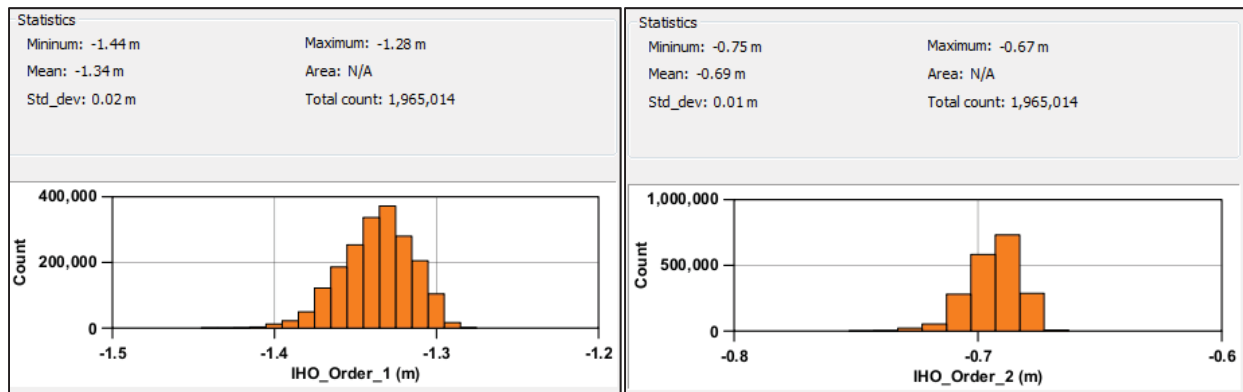 Statistics
Mininum: -1.44 m
Maximum: -1.28 m
Mean: -1.34 m
Area: N/A
Std_dev: 0.02 m
Total count: 1,965,014
400,000
200,000
0
Count
-1.5
-1.4
-1.3
-1.2
IHO_Order_1 (m)
Statistics
Mininum: -0.75 m
Maximum: -0.67 m
Mean: -0.69 m
Area: N/A
Std_dev: 0.01 m
Total count: 1,965,014
1,000,000
500,000
0
Count
-0.8
-0.7
-0.6
IHO_Order_2 (m)